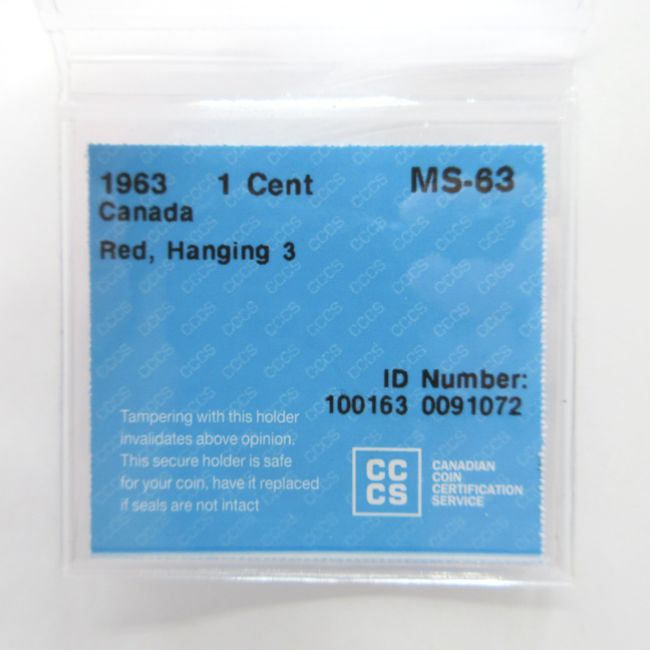 1963 1 Cent MS-63
Canada
Red, Hanging 3
ID Number:
100163 0091072
Tampering with this holder
invalidates above opinion.
This secure holder is safe
for your coin, have it replaced
if seals are not intact
CC
CS
CANADIAN
COIN
CERTIFICATION
SERVICE